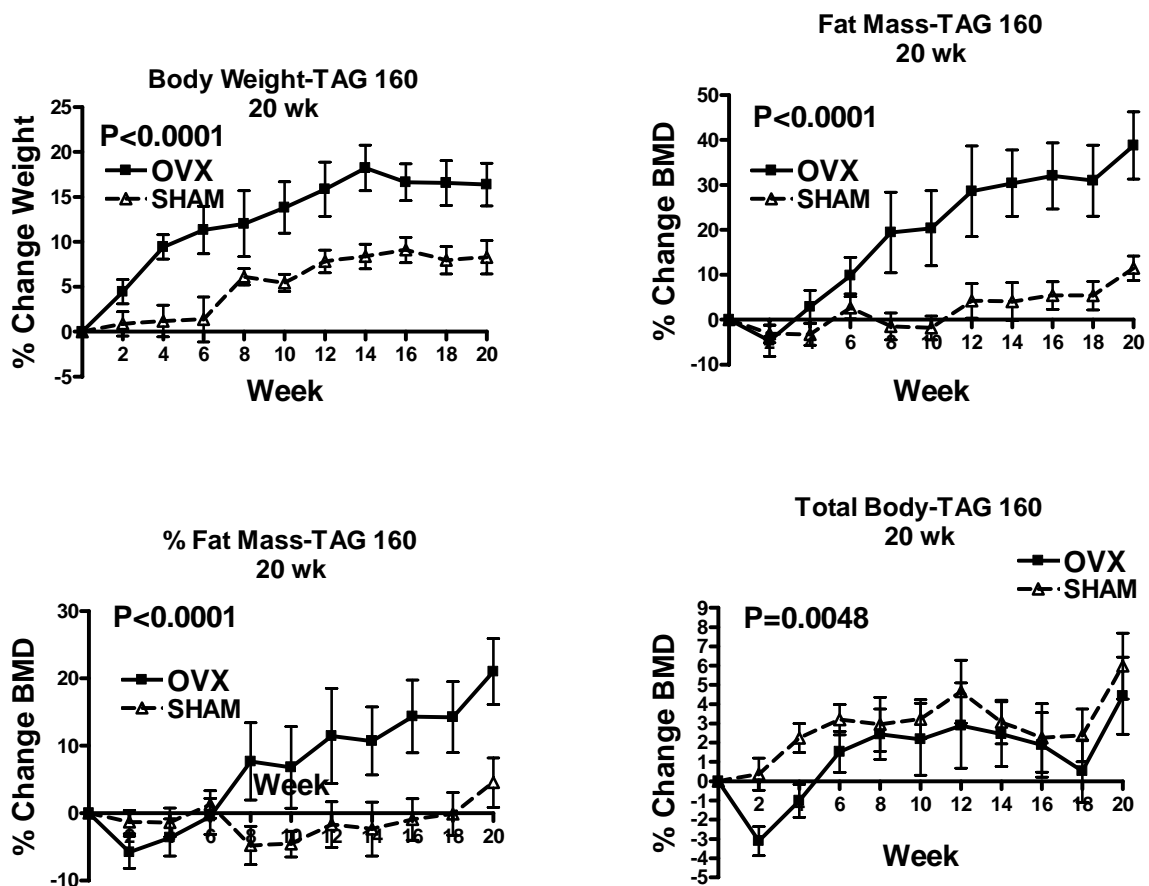 Body Weight-TAG 160
20 wk
25
20
15
10
5
0
-5
% Change Weight
P<0.0001
OVX
SHAM
2 4 6 8 10 12 14 16 18 20
Week
Fat Mass-TAG 160
20 wk
50
40
30
20
10
0
-10
% Change BMD
P<0.0001
OVX
SHAM
2 4 6 8 10 12 14 16 18 20
Week
% Fat Mass-TAG 160
20 wk
30
20
10
0
-10
% Change BMD
P<0.0001
OVX
SHAM
Week
2 4 6 8 10 12 14 16 18 20
Total Body-TAG 160
20 wk
OVX
SHAM
9
8
7
6
5
4
3
2
1
0
-1
-2
-3
-4
-5
% Change BMD
P=0.0048
2 4 6 8 10 12 14 16 18 20
Week